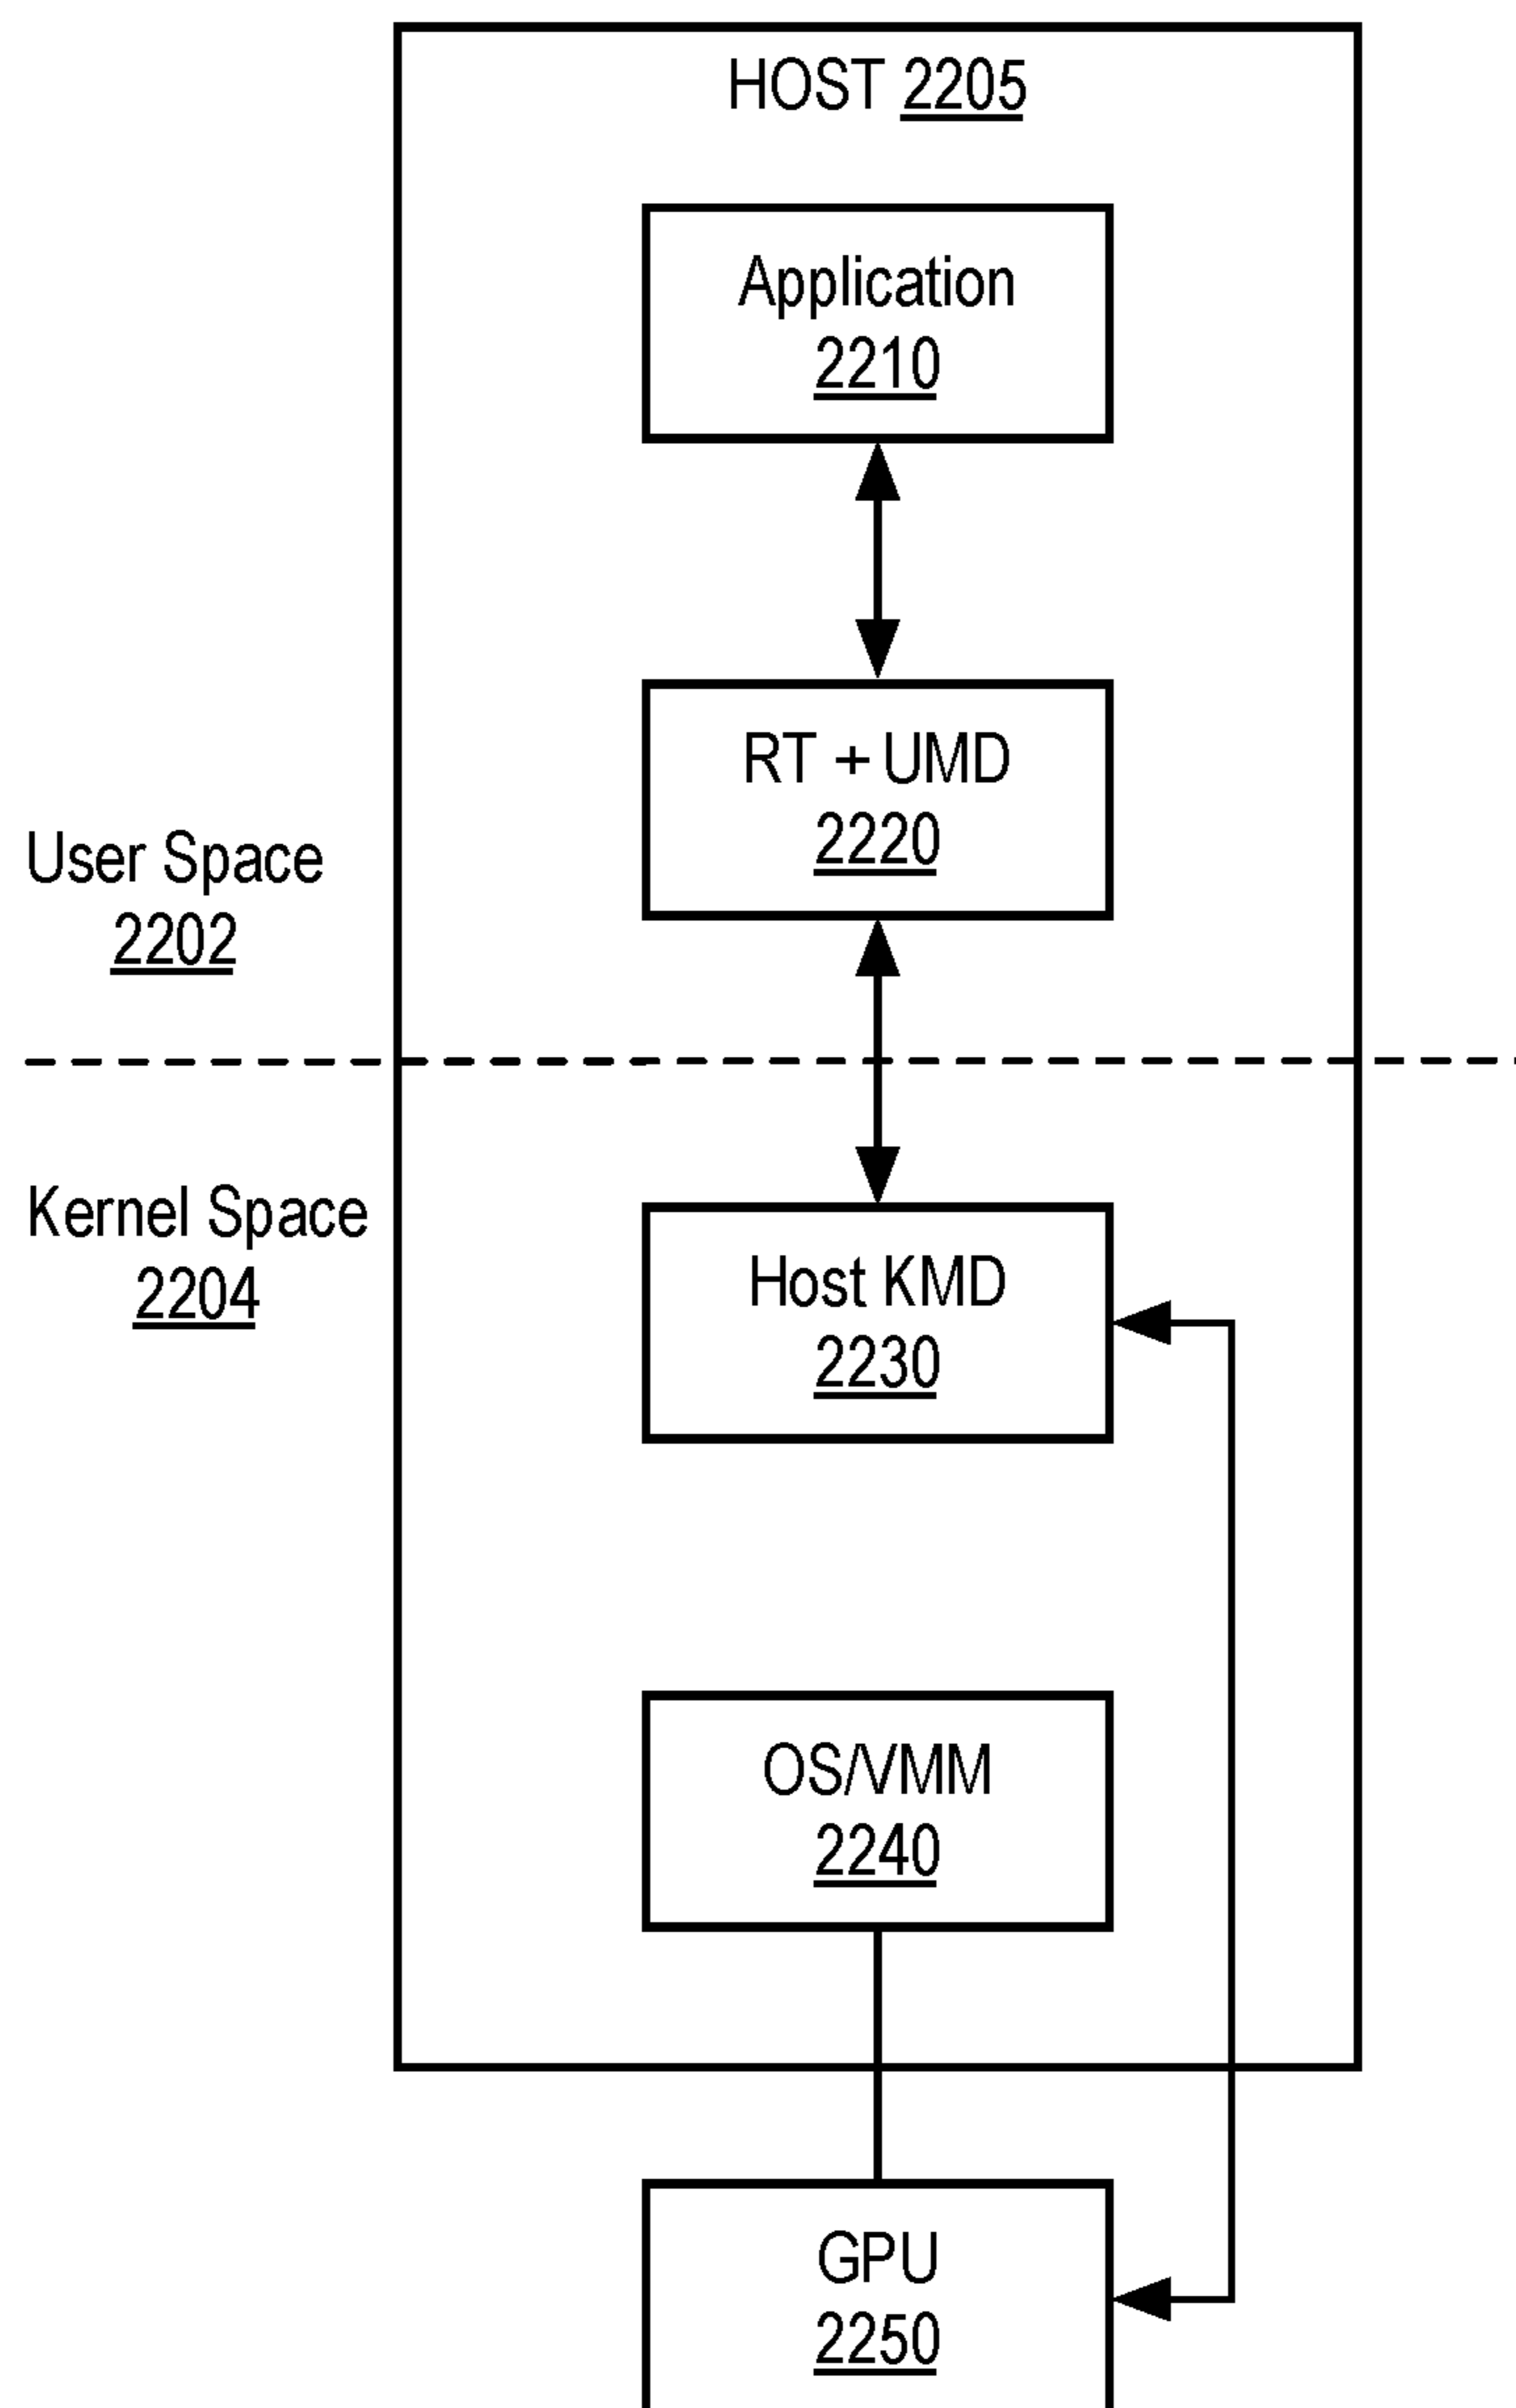 HOST 2205
Application
2210
RT + UMD
2220
User Space
2202
Kernel Space
2204
Host KMD
2230
OS/VMM
2240
GPU
2250